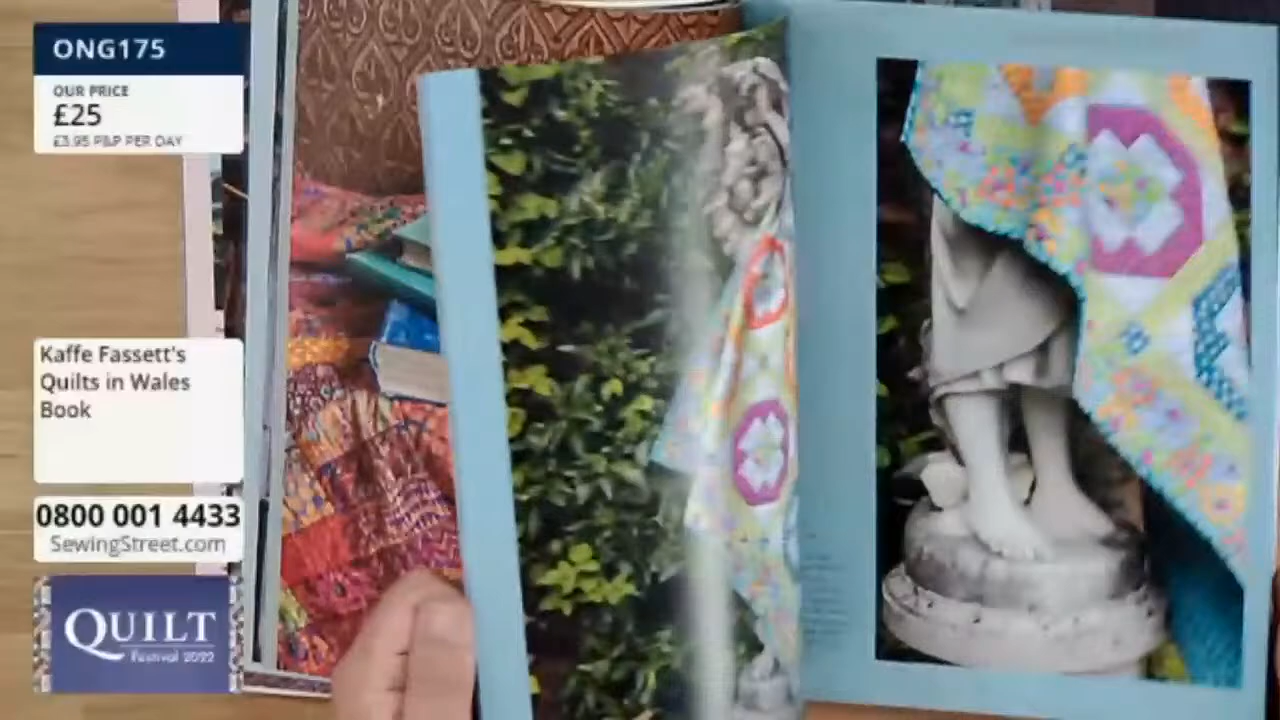 ONG175
OUR PRICE
£25
£3.95 P&P PER DAY
Kaffe Fassett's
Quilts in Wales
Book
0800 001 4433
SewingStreet.com
QUILT
Festival 2022